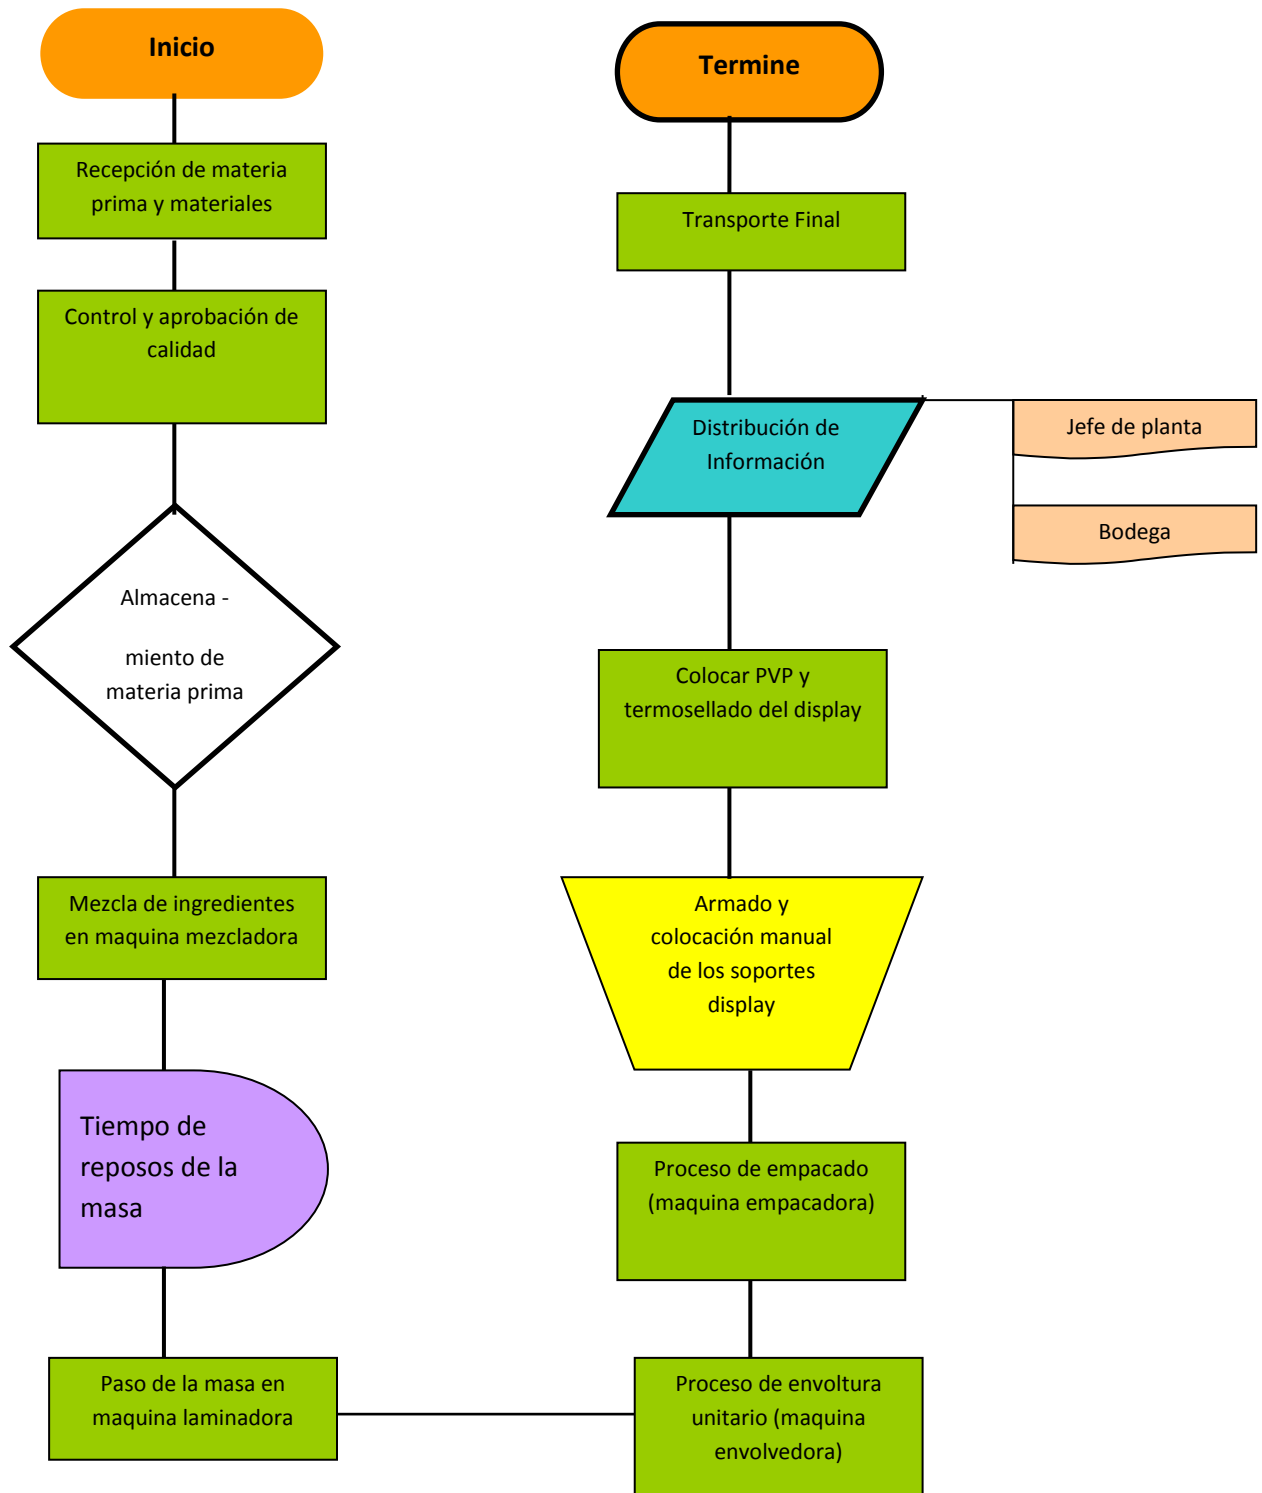 Inicio
Recepción de materia
prima y materiales
Control y aprobación de
calidad
Almacena -
miento de
materia prima
Mezcla de ingredientes
en maquina mezcladora
Tiempo de
reposos de la
masa
Paso de la masa en
maquina laminadora
Termine
Transporte Final
Distribución de
Información
Jefe de planta
Bodega
Colocar PVP y
termosellado del display
Armado y
colocación manual
de los soportes
display
Proceso de empacado
(maquina empacadora)
Proceso de envoltura
unitario (maquina
envolvedora)